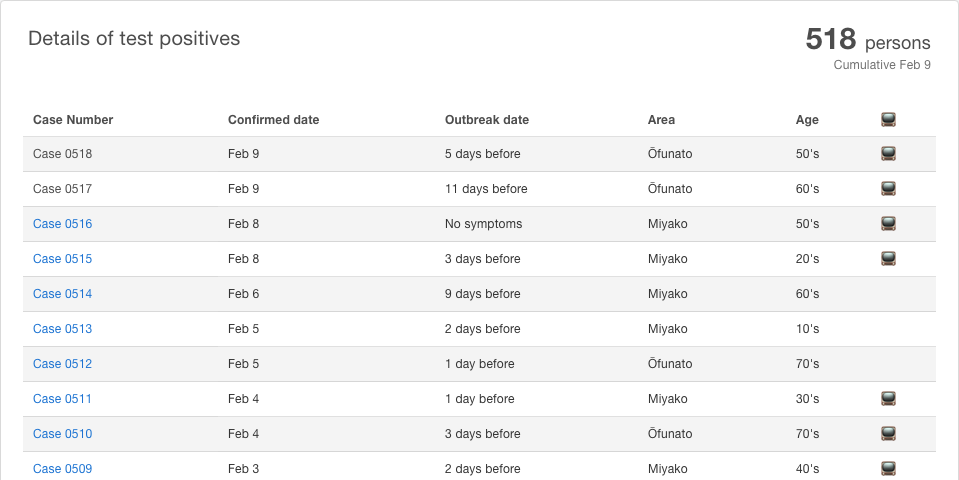 Details of test positives
518 persons
Cumulative Feb 9
Case Number Confirmed date Outbreak date Area Age
Case 0518 Feb 9 5 days before Ōfunato 50's
Case 0517 Feb 9 11 days before Ōfunato 60's
Case 0516 Feb 8 No symptoms Miyako 50's
Case 0515 Feb 8 3 days before Miyako 20's
Case 0514 Feb 6 9 days before Miyako 60's
Case 0513 Feb 5 2 days before Miyako 10's
Case 0512 Feb 5 1 day before Ōfunato 70's
Case 0511 Feb 4 1 day before Miyako 30's
Case 0510 Feb 4 3 days before Ōfunato 70's
Case 0509 Feb 3 2 days before Miyako 40's